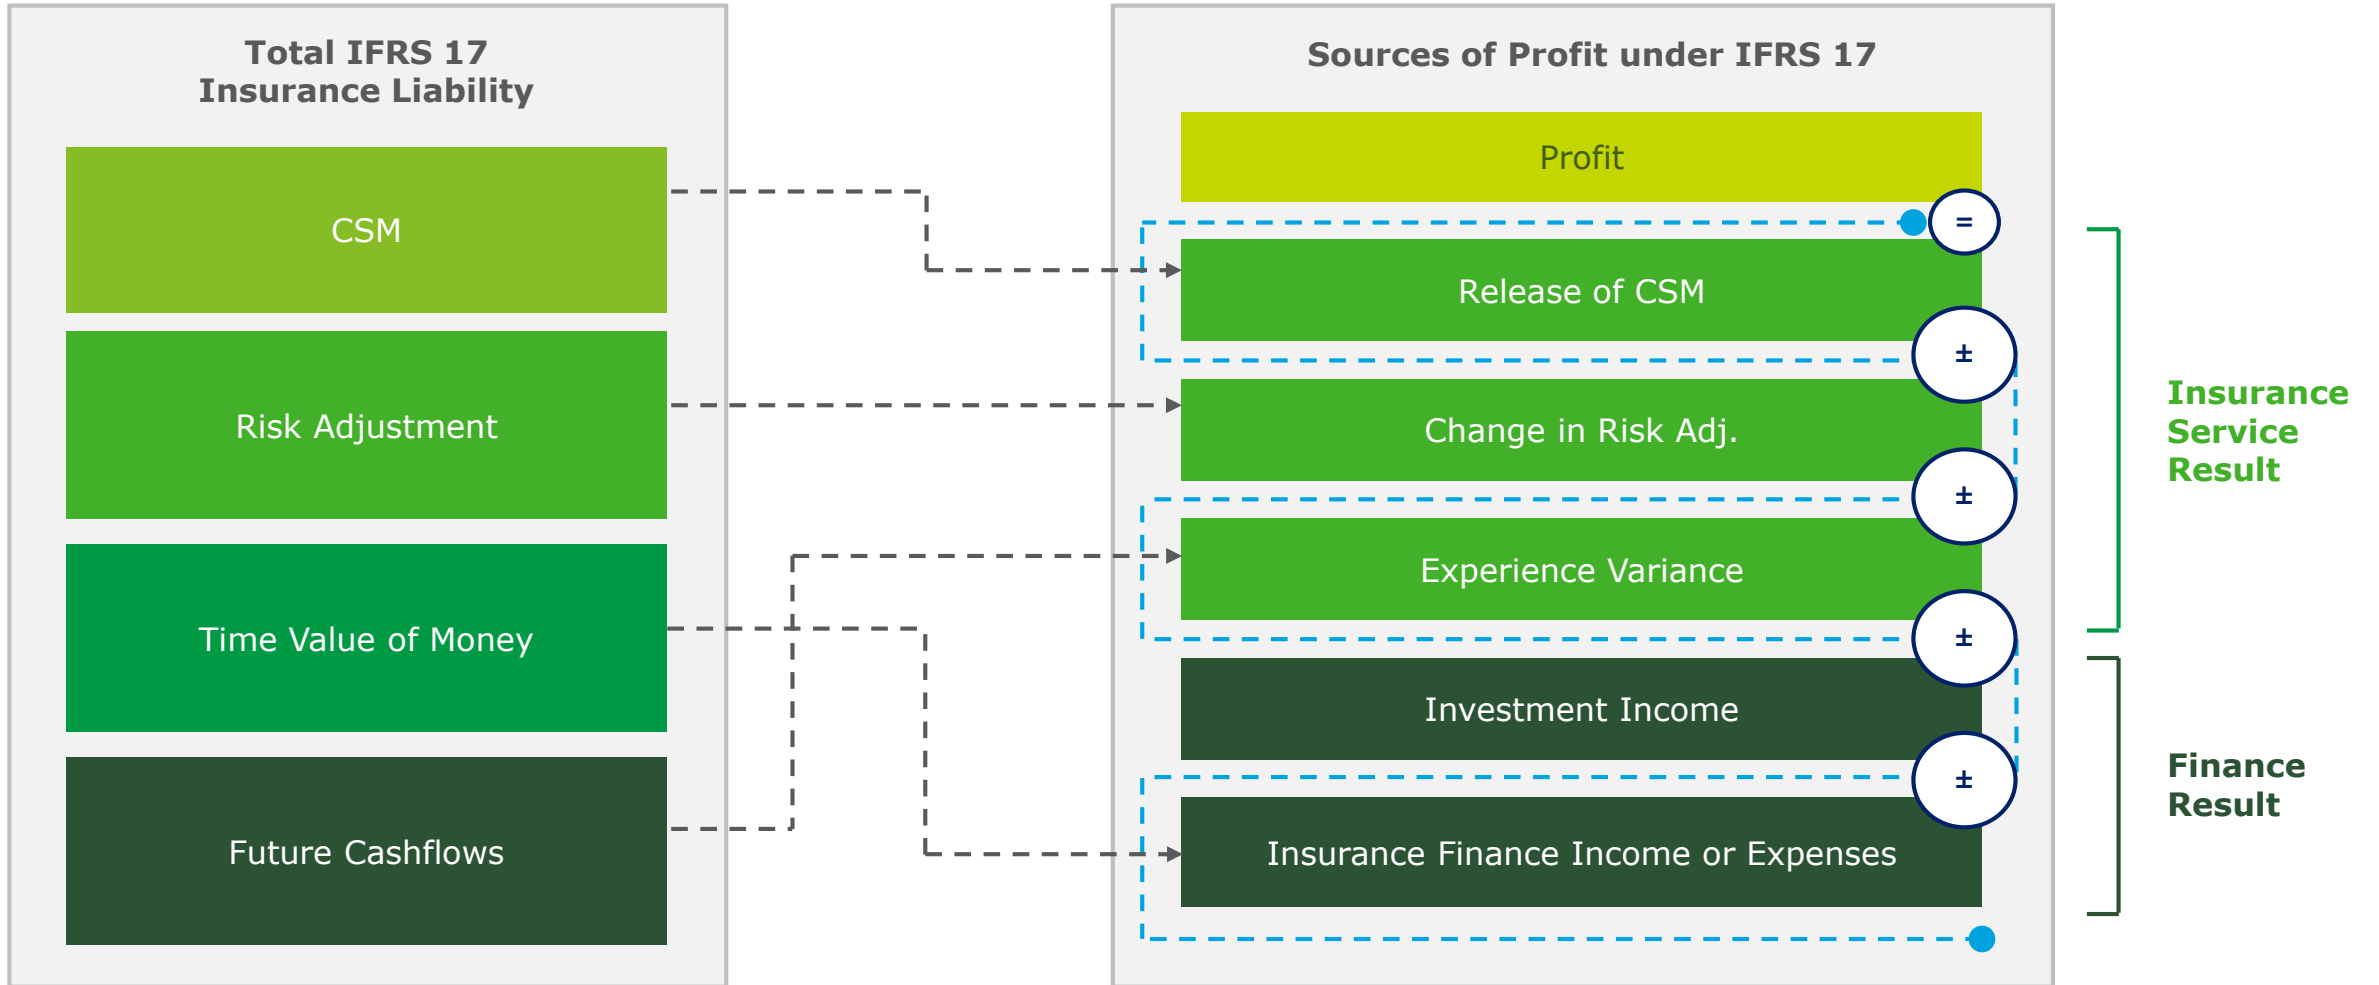 Total IFRS 17
Insurance Liability
CSM
Risk Adjustment
Time Value of Money
Future Cashflows
Sources of Profit under IFRS 17
Profit
=
Release of CSM
±
Change in Risk Adj.
±
Experience Variance
±
Investment Income
±
Insurance Finance Income or Expenses
Insurance
Service
Result
Finance
Result